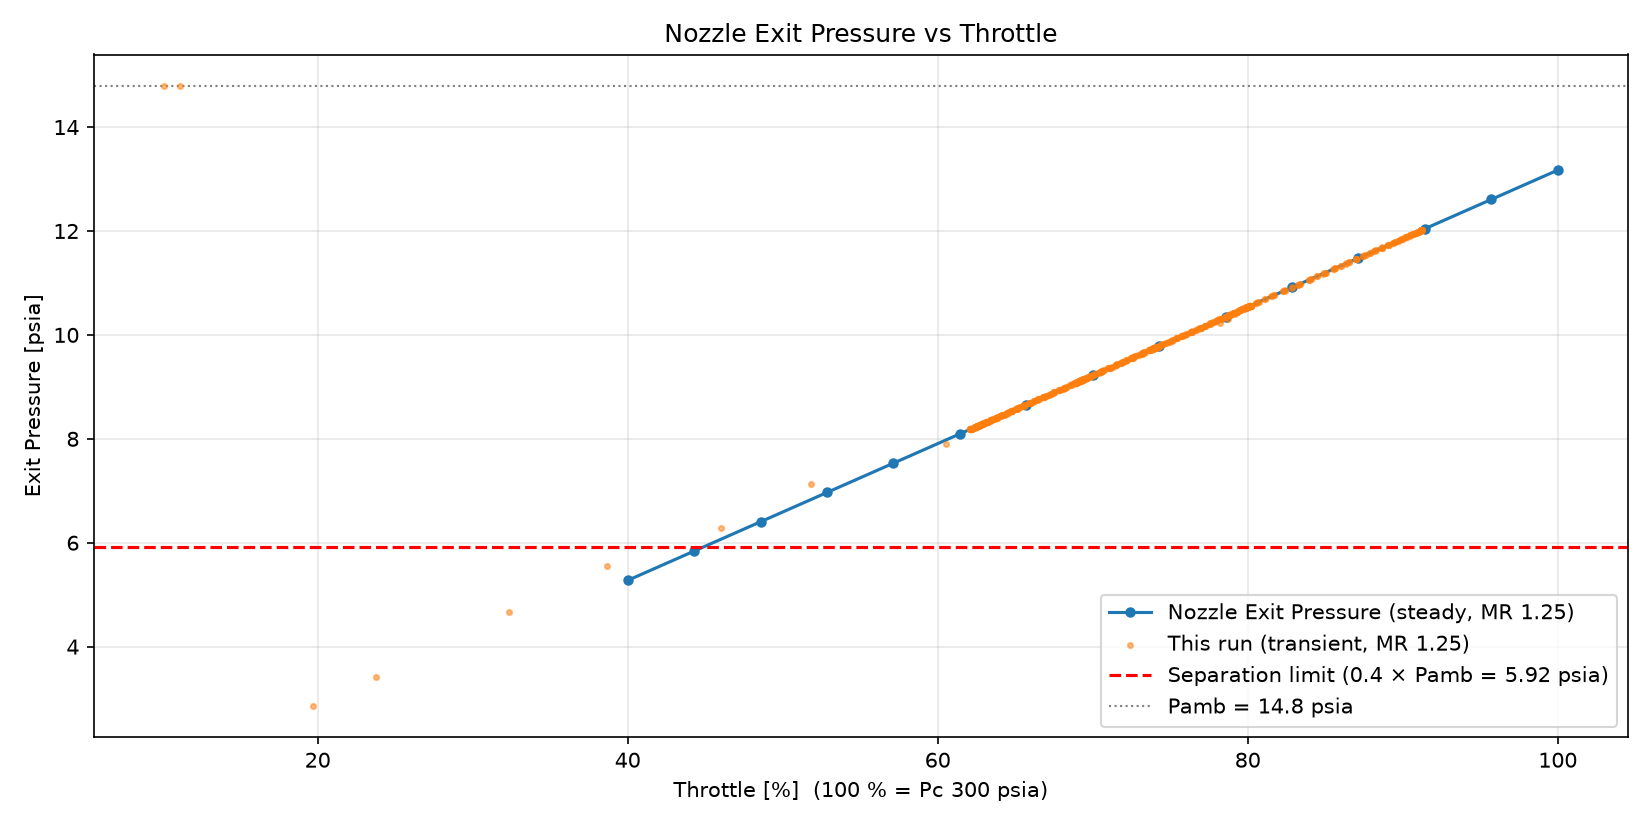 Nozzle Exit Pressure vs Throttle
Exit Pressure [psia]
14
12
10
8
6
4
20
40
60
80
100
Throttle [%]  (100 % = Pc 300 psia)
Nozzle Exit Pressure (steady, MR 1.25)
This run (transient, MR 1.25)
Separation limit (0.4 × Pamb = 5.92 psia)
Pamb = 14.8 psia